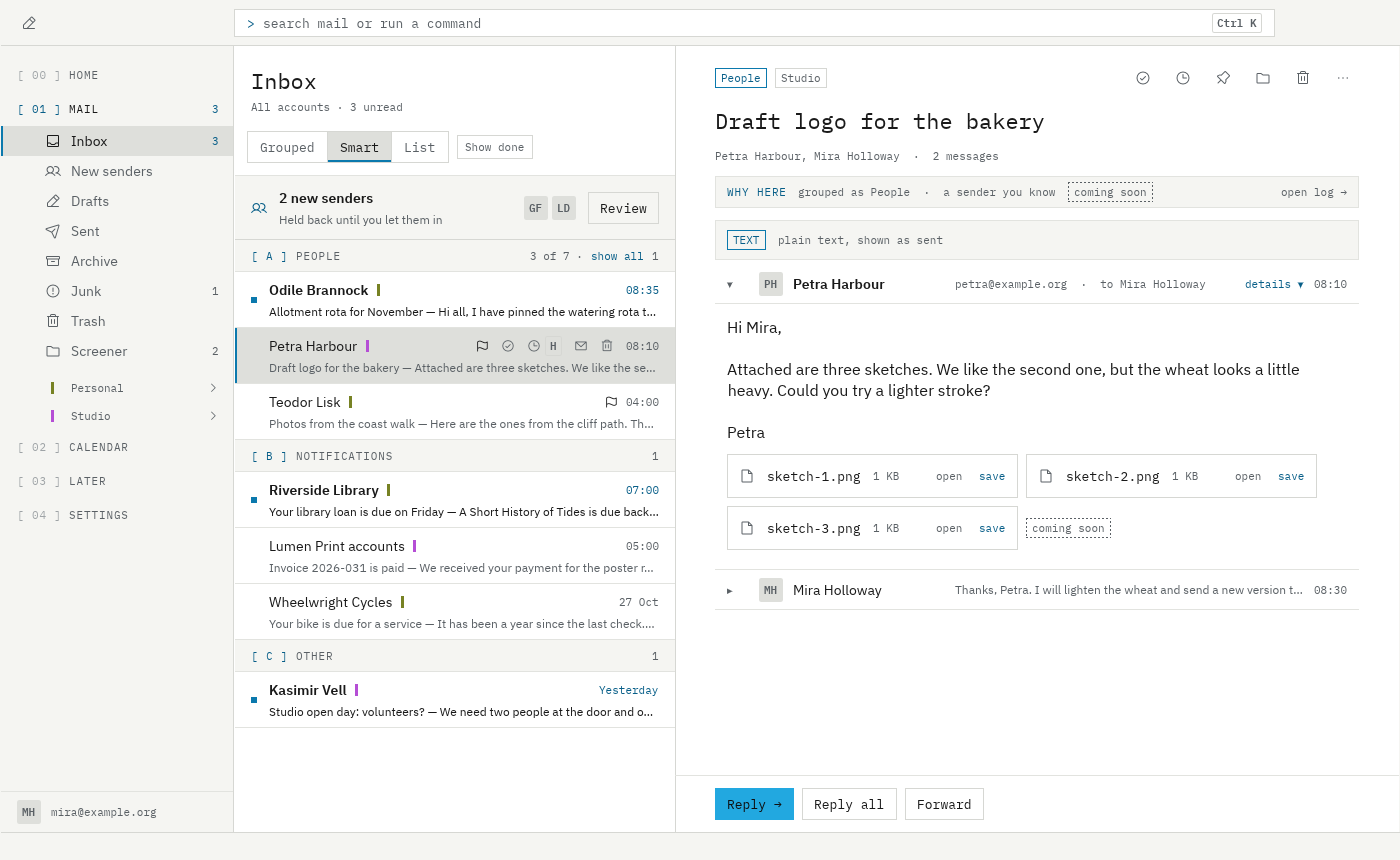 > search mail or run a command
Ctrl K
[ 00 ] HOME
[ 01 ] MAIL 3
Inbox 3
New senders
Drafts
Sent
Archive
Junk 1
Trash
Screener 2
Personal
Studio
[ 02 ] CALENDAR
[ 03 ] LATER
[ 04 ] SETTINGS
MH mira@example.org
Inbox
All accounts · 3 unread
Grouped Smart List Show done
2 new senders
Held back until you let them in
GF LD Review
[ A ] PEOPLE 3 of 7 · show all 1
Odile Brannock 08:35
Allotment rota for November — Hi all, I have pinned the watering rota t…
Petra Harbour H 08:10
Draft logo for the bakery — Attached are three sketches. We like the se…
Teodor Lisk 04:00
Photos from the coast walk — Here are the ones from the cliff path. Th…
[ B ] NOTIFICATIONS 1
Riverside Library 07:00
Your library loan is due on Friday — A Short History of Tides is due back…
Lumen Print accounts 05:00
Invoice 2026-031 is paid — We received your payment for the poster r…
Wheelwright Cycles 27 Oct
Your bike is due for a service — It has been a year since the last check.…
[ C ] OTHER 1
Kasimir Vell Yesterday
Studio open day: volunteers? — We need two people at the door and o…
People Studio
Draft logo for the bakery
Petra Harbour, Mira Holloway · 2 messages
WHY HERE grouped as People · a sender you know coming soon open log →
TEXT plain text, shown as sent
▾ PH Petra Harbour petra@example.org · to Mira Holloway details ▾ 08:10
Hi Mira,
Attached are three sketches. We like the second one, but the wheat looks a little
heavy. Could you try a lighter stroke?
Petra
sketch-1.png 1 KB open save
sketch-2.png 1 KB open save
sketch-3.png 1 KB open save
coming soon
▸ MH Mira Holloway Thanks, Petra. I will lighten the wheat and send a new version t… 08:30
Reply → Reply all Forward